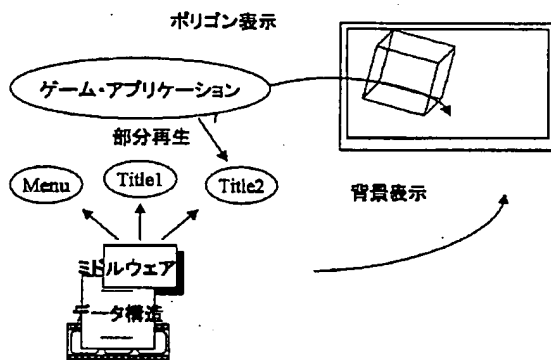 ポリゴン表示
ゲーム・アプリケーション
部分再生
Menu
Title1
Title2
背景表示
ミドルウェア
データ構造